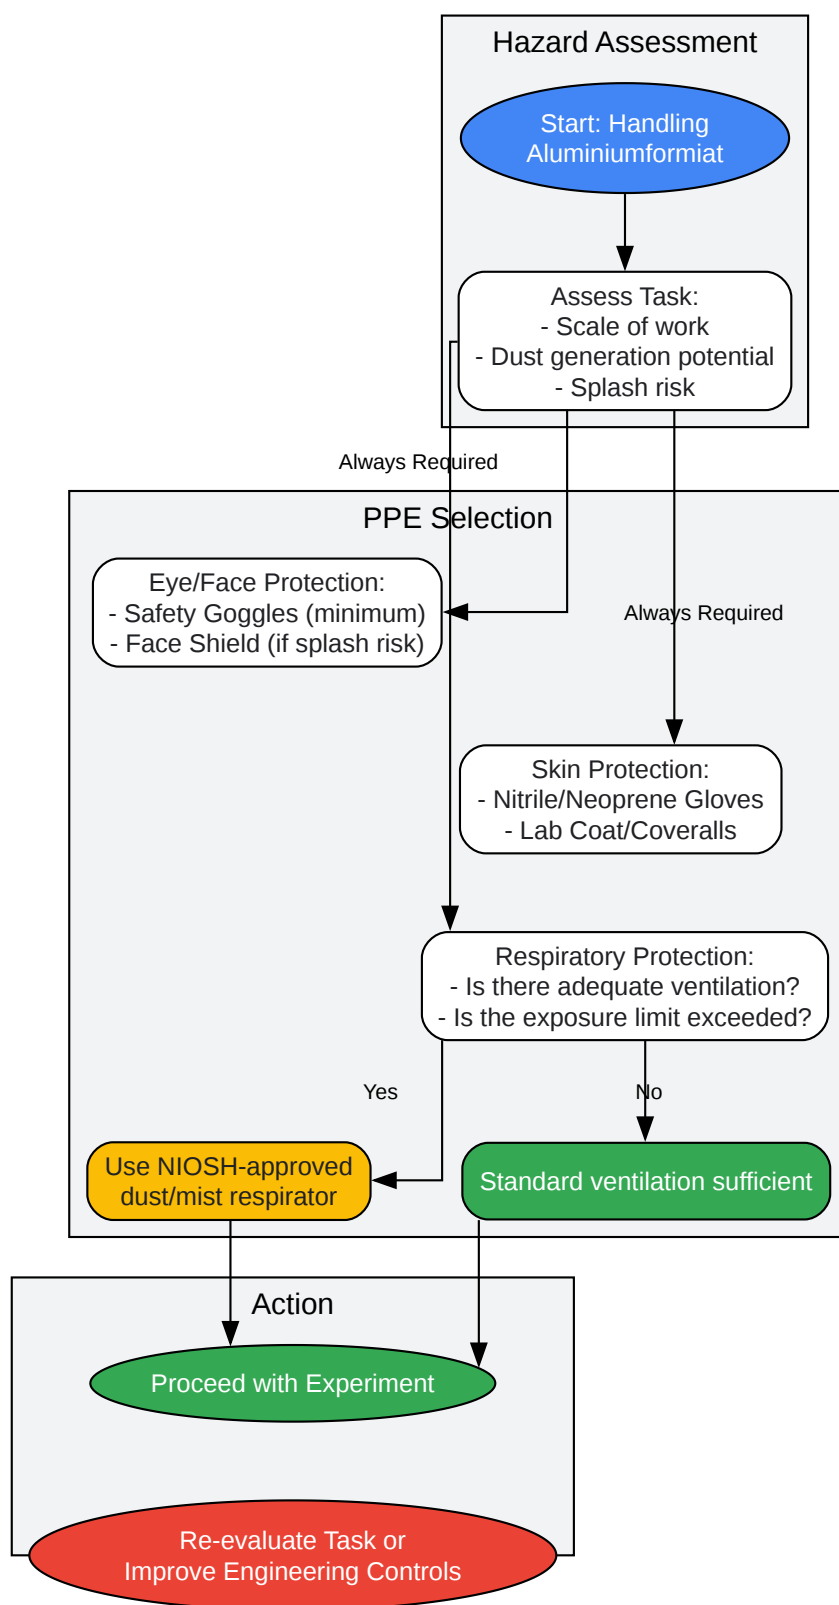 Hazard Assessment
Start: Handling
Aluminiumformiat
Assess Task:
- Scale of work
- Dust generation potential
- Splash risk
Always Required
PPE Selection
Eye/Face Protection:
- Safety Goggles (minimum)
- Face Shield (if splash risk)
Always Required
Skin Protection:
- Nitrile/Neoprene Gloves
- Lab Coat/Coveralls
Respiratory Protection:
- Is there adequate ventilation?
- Is the exposure limit exceeded?
Yes
No
Use NIOSH-approved
dust/mist respirator
Standard ventilation sufficient
Action
Proceed with Experiment
Re-evaluate Task or
Improve Engineering Controls